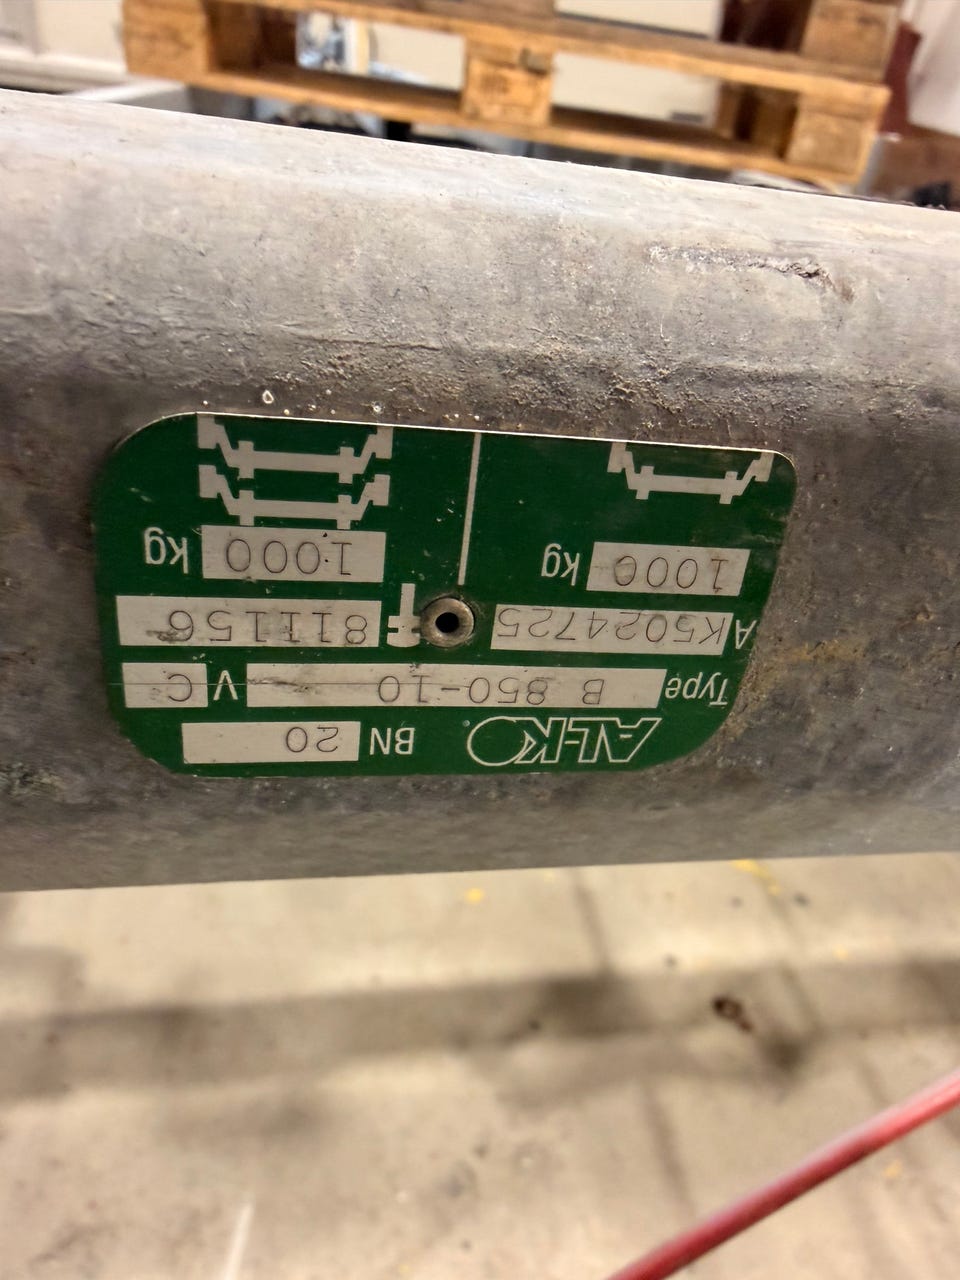 AL-KO® BN 20
Type B 850-10 V C
AK5024725 811156
1000 kg 1000 kg